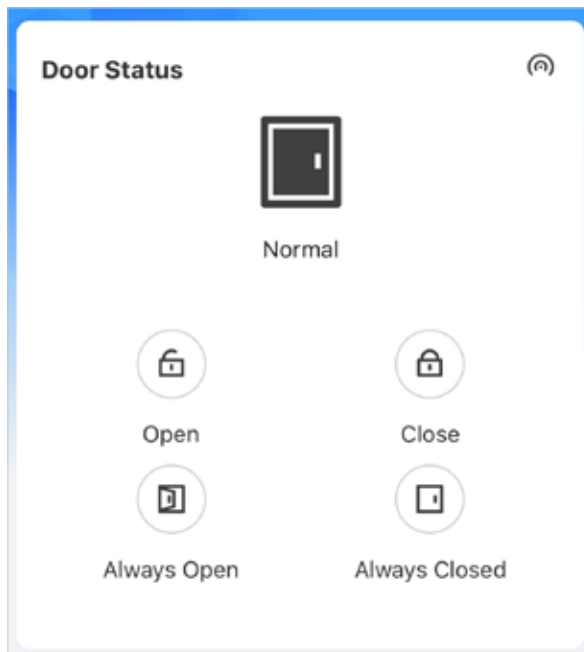 Door Status
Normal
Open
Close
Always Open
Always Closed